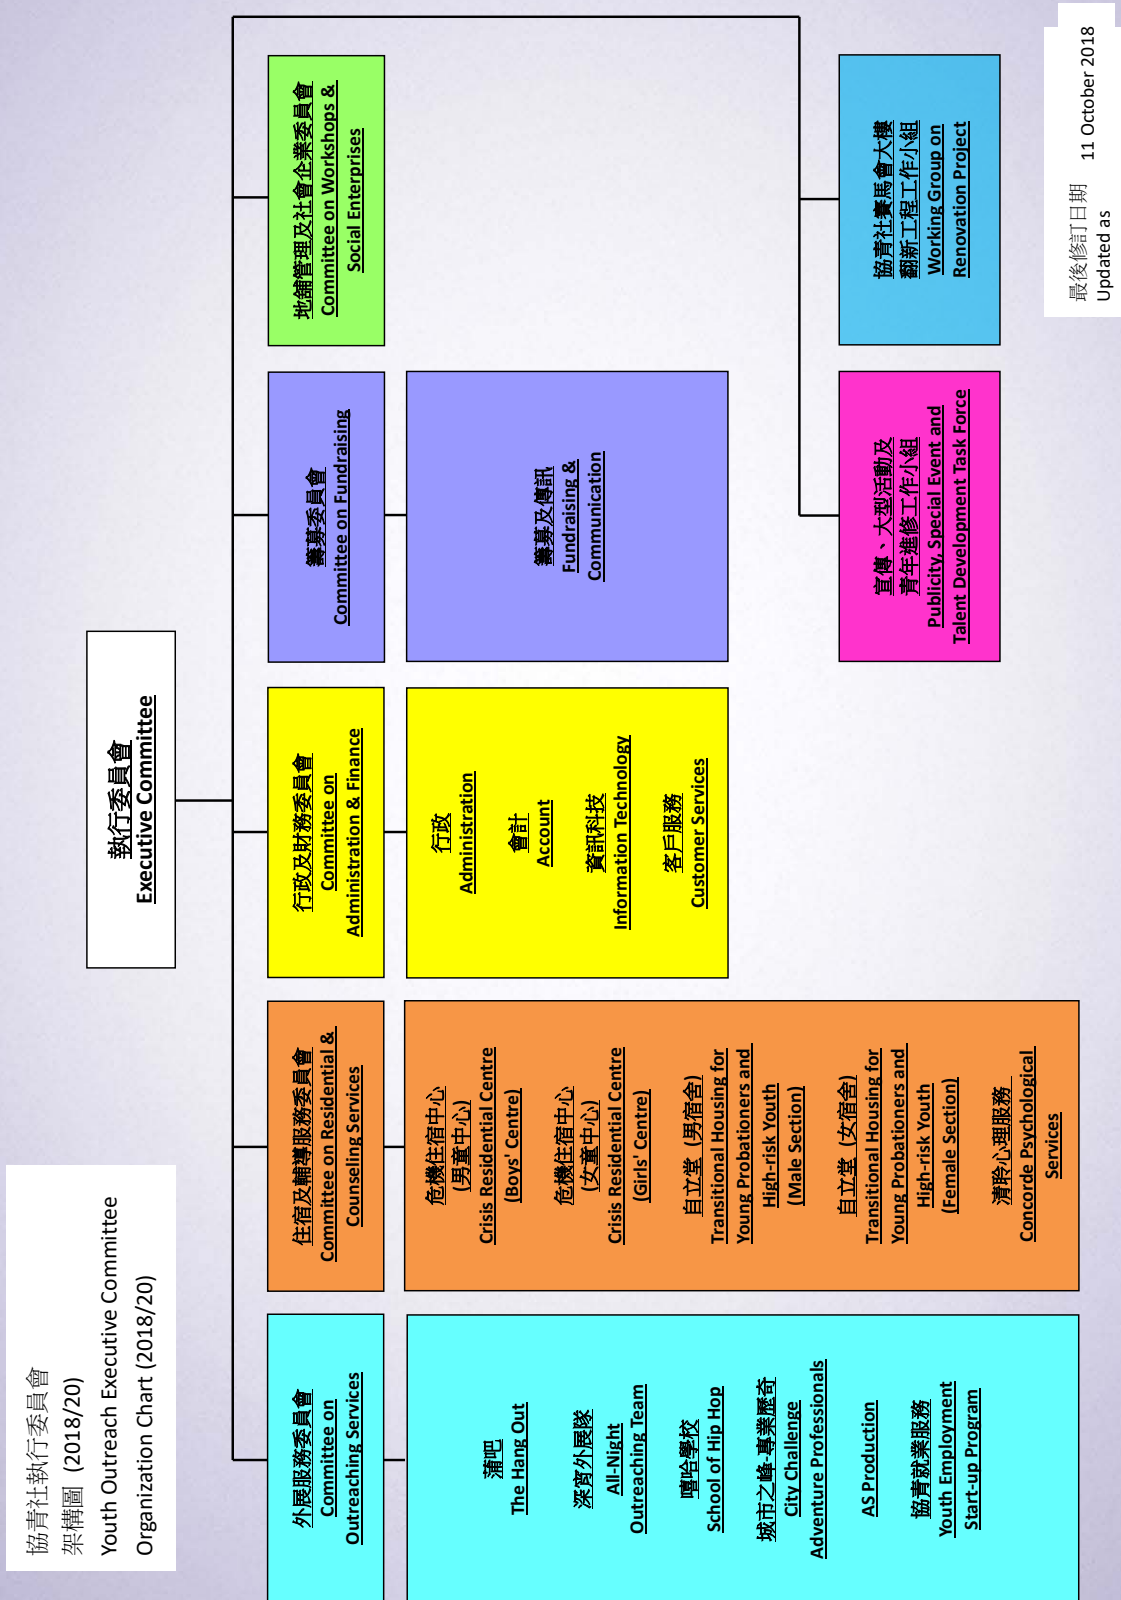 協青社執行委員會
架構圖 (2018/20)
Youth Outreach Executive Committee
Organization Chart (2018/20)
執行委員會
Executive Committee
外展服務委員會
Committee on
Outreaching Services
住宿及輔導服務委員會
Committee on Residential &
Counseling Services
行政及財務委員會
Committee on
Administration & Finance
籌募委員會
Committee on Fundraising
地舖管理及社會企業委員會
Committee on Workshops &
Social Enterprises
蒲吧
The Hang Out
深宵外展隊
All-Night
Outreaching Team
嘻哈學校
School of Hip Hop
城市之峰-專業歷奇
City Challenge
Adventure Professionals
AS Production
協青就業服務
Youth Employment
Start-up Program
危機住宿中心
(男童中心)
Crisis Residential Centre
(Boys' Centre)
危機住宿中心
(女童中心)
Crisis Residential Centre
(Girls' Centre)
自立堂 (男宿舍)
Transitional Housing for
Young Probationers and
High-risk Youth
(Male Section)
自立堂 (女宿舍)
Transitional Housing for
Young Probationers and
High-risk Youth
(Female Section)
清聆心理服務
Concorde Psychological
Services
行政
Administration
會計
Account
資訊科技
Information Technology
客戶服務
Customer Services
籌募及傳訊
Fundraising &
Communication
宣傳、大型活動及
青年進修工作小組
Publicity, Special Event and
Talent Development Task Force
協青社賽馬會大樓
翻新工程工作小組
Working Group on
Renovation Project
最後修訂日期
Updated as 11 October 2018